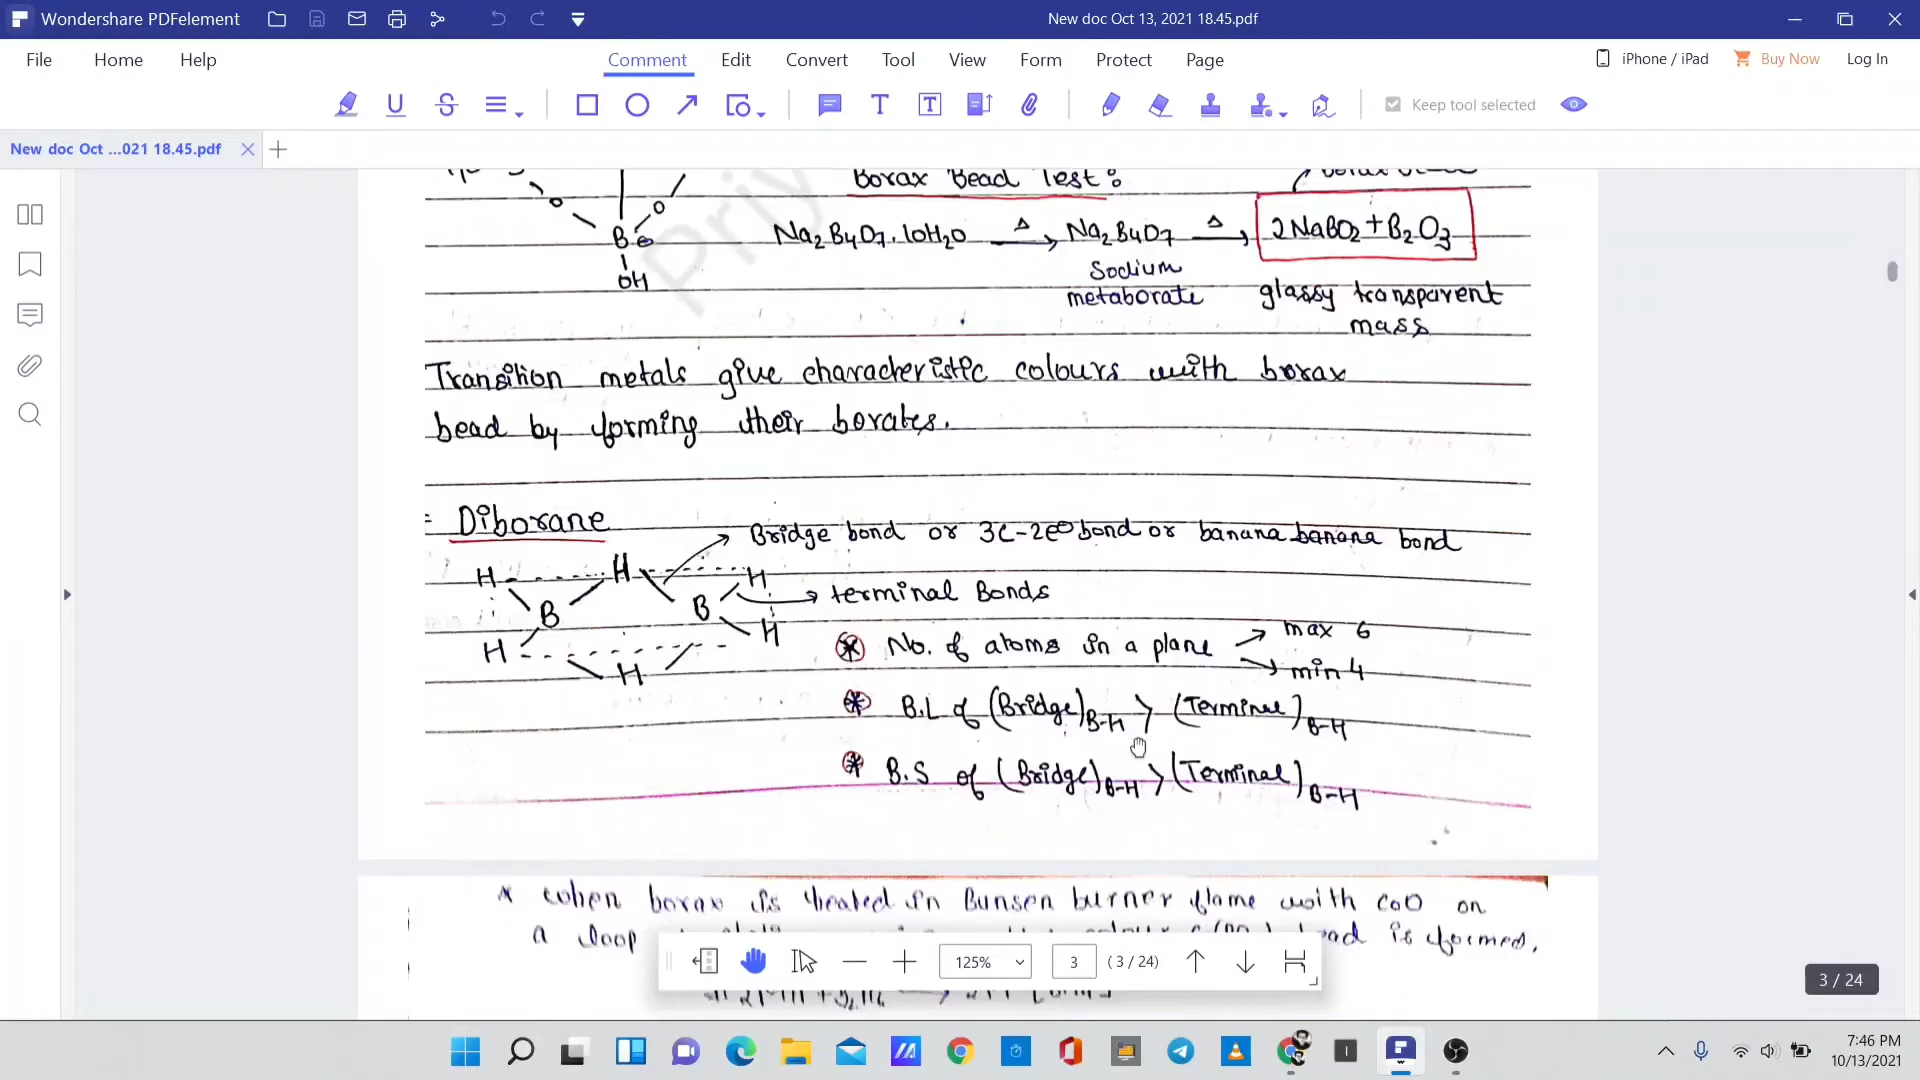 Wondershare PDFelement
New doc Oct 13, 2021 18.45.pdf
File Home Help Comment Edit Convert Tool View Form Protect Page iPhone / iPad Buy Now Log In
Keep tool selected
New doc Oct ...021 18.45.pdf
Borax Bead Test:
Priy
O O
B⊖
OH
Na2B4O7.10H2O Δ→ Na2B4O7 Δ→ 2NaBO2+B2O3
Sodium metaborate
glassy transparent mass
Transition metals give characteristic colours with borax
bead by forming their borates.
= Diborane
Bridge bond or 3C-2e⊖ bond or banana banana bond
H H H
B B
terminal Bonds
H H H
* No. of atoms in a plane → max 6
→ min 4
* B.L of (Bridge)B-H > (Terminal)B-H
* B.S of (Bridge)B-H > (Terminal)B-H
* when borax is heated in Bunsen burner flame with CoO on
a loop
bead is formed.
125% 3 (3 / 24)
3 / 24
7:46 PM
10/13/2021